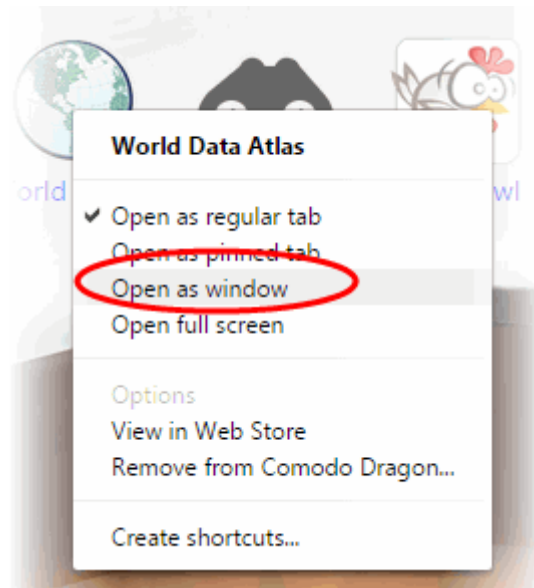 World Data Atlas
orld
wl
Open as regular tab
Open as pinned tab
Open as window
Open full screen
Options
View in Web Store
Remove from Comodo Dragon...
Create shortcuts...